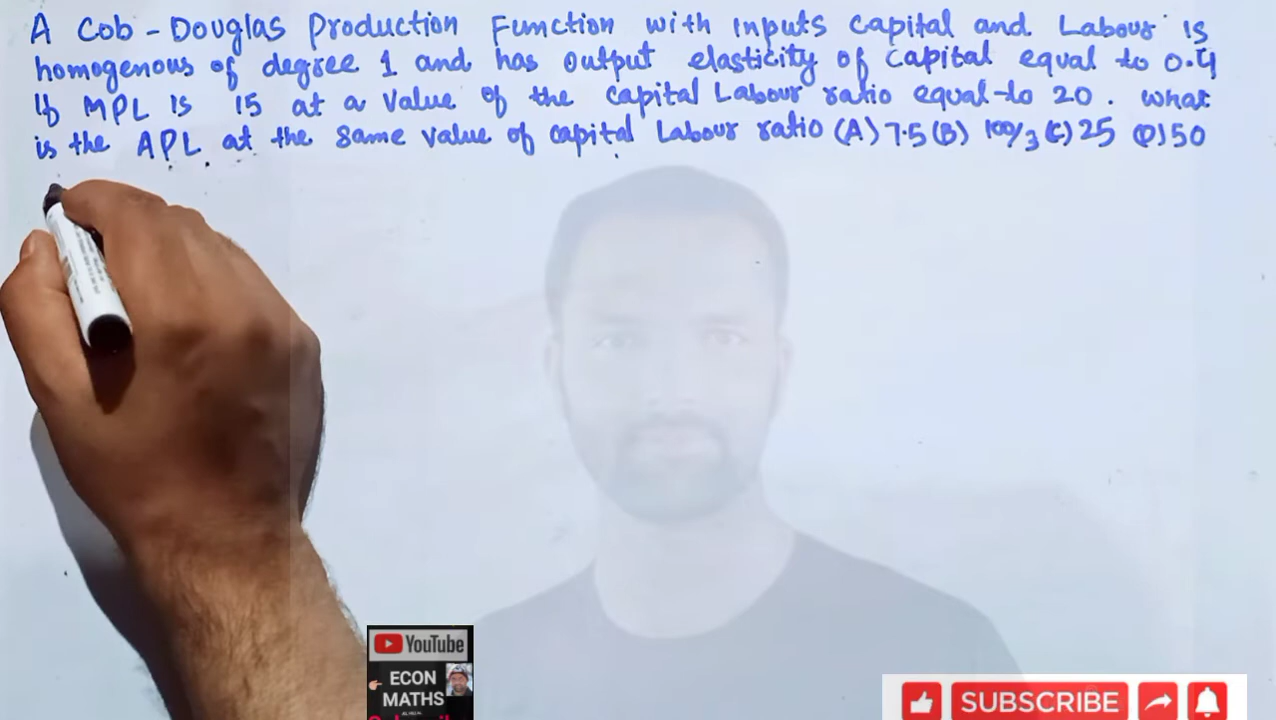 A Cob-Douglas Production Function with Inputs Capital and Labour is
homogenous of degree 1 and has output elasticity of Capital equal to 0.4
If MPL is 15 at a value of the Capital Labour ratio equal to 20. what
is the APL at the same value of capital Labour ratio (A) 7.5 (B) 100/3 (C) 25 (D) 50
YouTube
ECON
MATHS
SUBSCRIBE